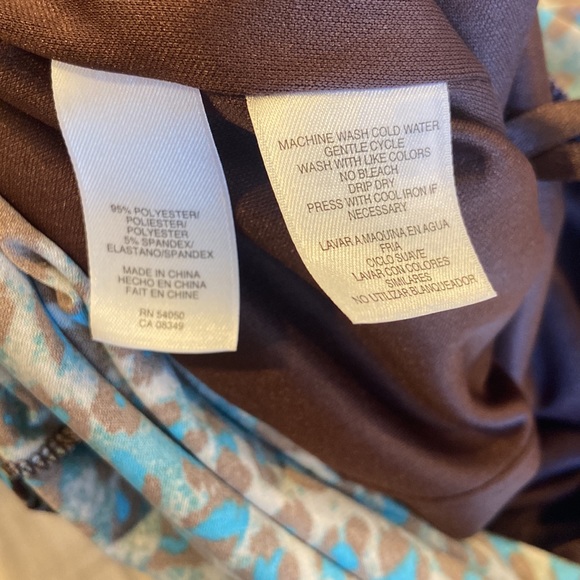 95% POLYESTER/
POLIESTER/
POLYESTER
5% SPANDEX/
ELASTANO/SPANDEX
MADE IN CHINA
HECHO EN CHINA
FAIT EN CHINE
RN 54050
CA 08349
MACHINE WASH COLD WATER
GENTLE CYCLE
WASH WITH LIKE COLORS
NO BLEACH
DRIP DRY
PRESS WITH COOL IRON IF
NECESSARY
LAVAR A MAQUINA EN AGUA
FRIA
CYCLO SUAVE
LAVAR CON COLORES
SIMILARES
NO UTILIZAR BLANQUEADOR